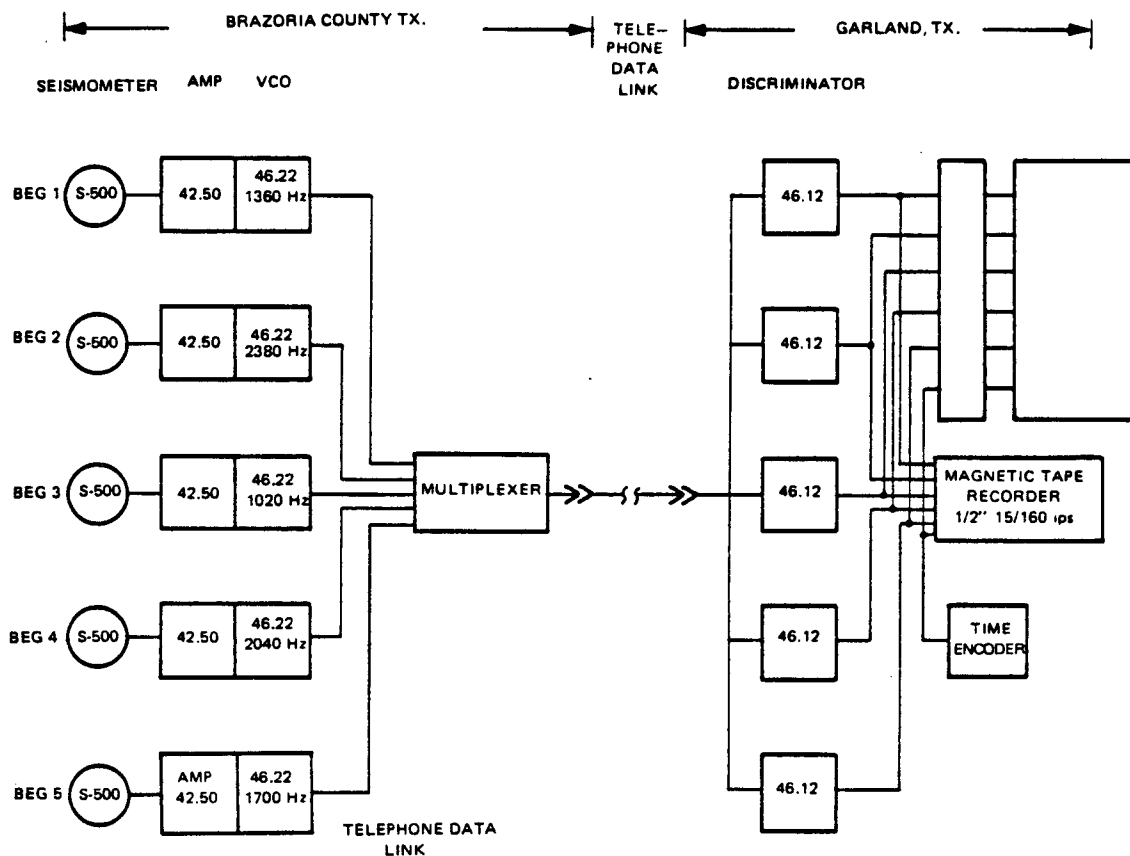 BRAZORIA COUNTY TX.
TELE-
PHONE
DATA
LINK
GARLAND, TX.
SEISMOMETER AMP VCO
DISCRIMINATOR
BEG 1 S-500 42.50 46.22
1360 Hz
46.12
BEG 2 S-500 42.50 46.22
2380 Hz
46.12
BEG 3 S-500 42.50 46.22
1020 Hz
MULTIPLEXER
46.12
MAGNETIC TAPE
RECORDER
1/2" 15/160 ips
BEG 4 S-500 42.50 46.22
2040 Hz
46.12
TIME
ENCODER
BEG 5 S-500 AMP
42.50
46.22
1700 Hz
46.12
TELEPHONE DATA
LINK